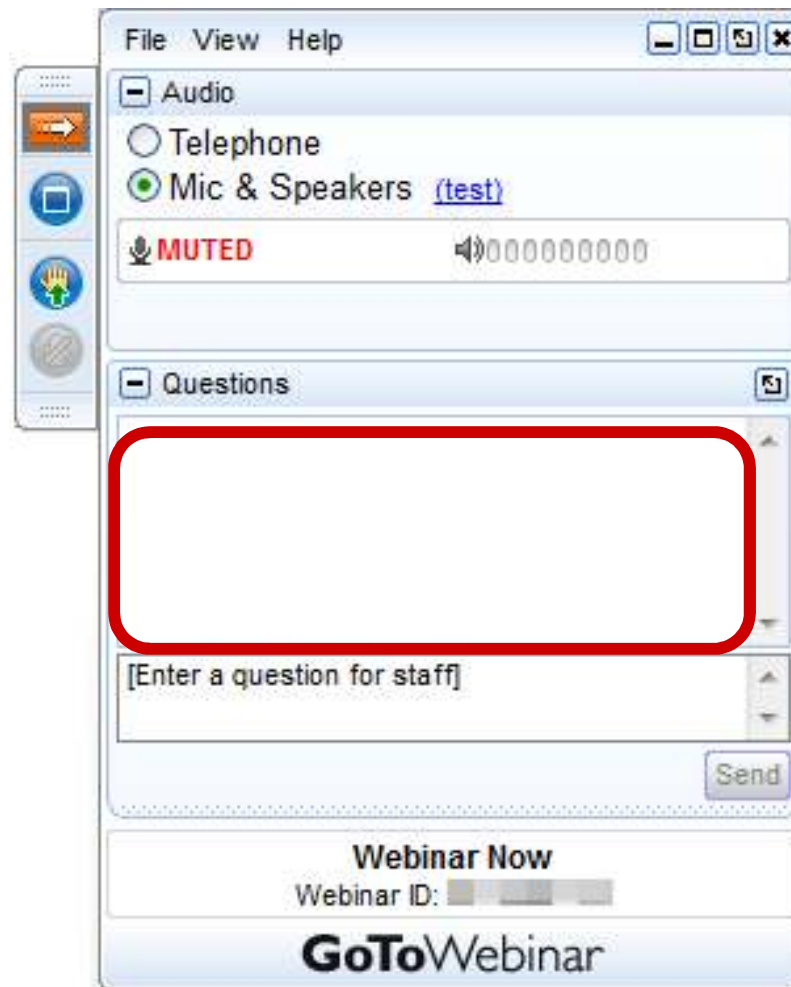 File View Help
Audio
Telephone
Mic & Speakers (test)
MUTED 000000000
Questions
[Enter a question for staff]
Send
Webinar Now
Webinar ID:
GoToWebinar